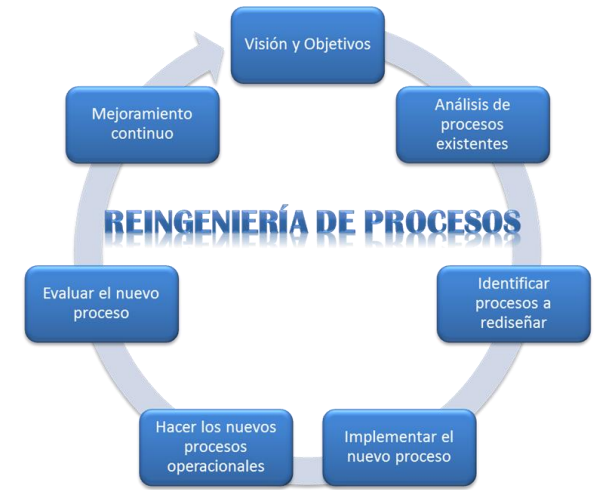 Visión y Objetivos
Análisis de
procesos
existentes
Identificar
procesos a
rediseñar
Implementar el
nuevo proceso
Hacer los nuevos
procesos
operacionales
Evaluar el nuevo
proceso
Mejoramiento
continuo
REINGENIERÍA DE PROCESOS